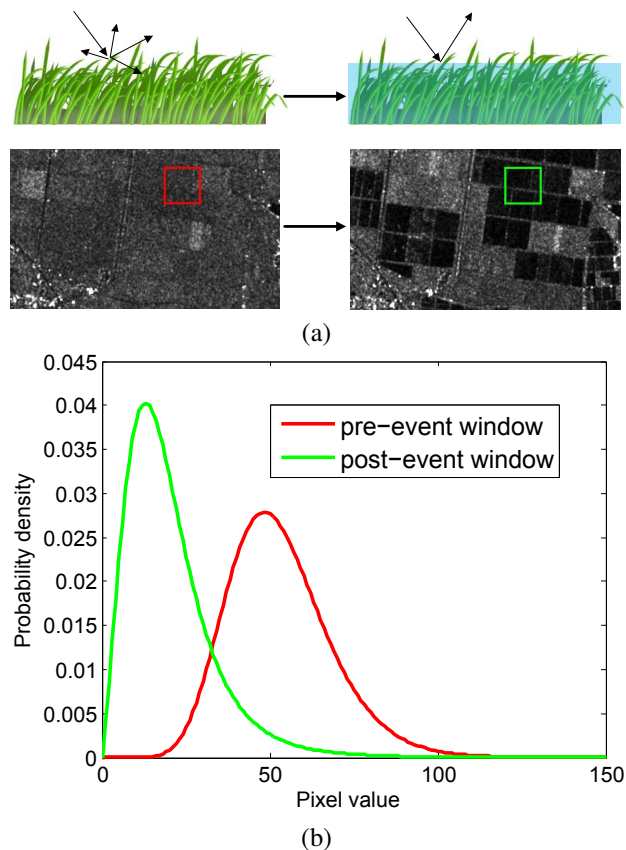 (a)
0.045
0.04
0.035
0.03
0.025
0.02
0.015
0.01
0.005
0
Probability density
pre−event window
post−event window
0 50 100 150
Pixel value
(b)